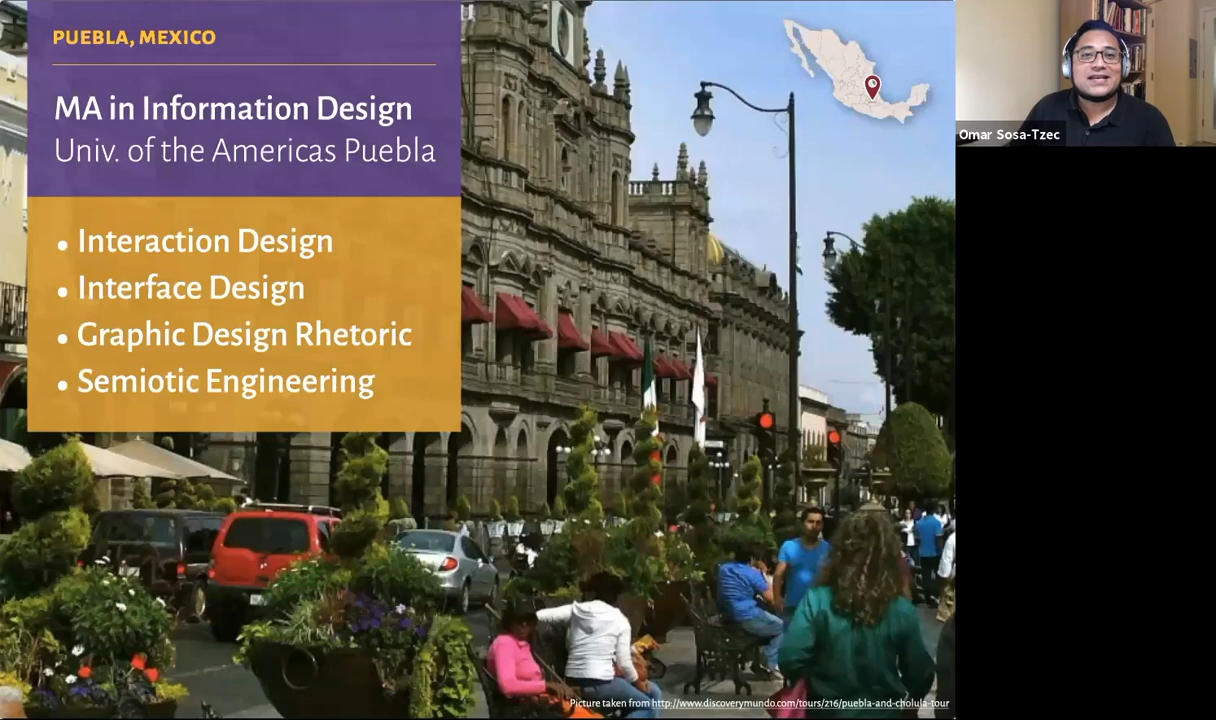 PUEBLA, MEXICO
MA in Information Design
Univ. of the Americas Puebla
• Interaction Design
• Interface Design
• Graphic Design Rhetoric
• Semiotic Engineering
Omar Sosa-Tzec
Picture taken from http://www.discoverymundo.com/tours/216/puebla-and-cholula-tour